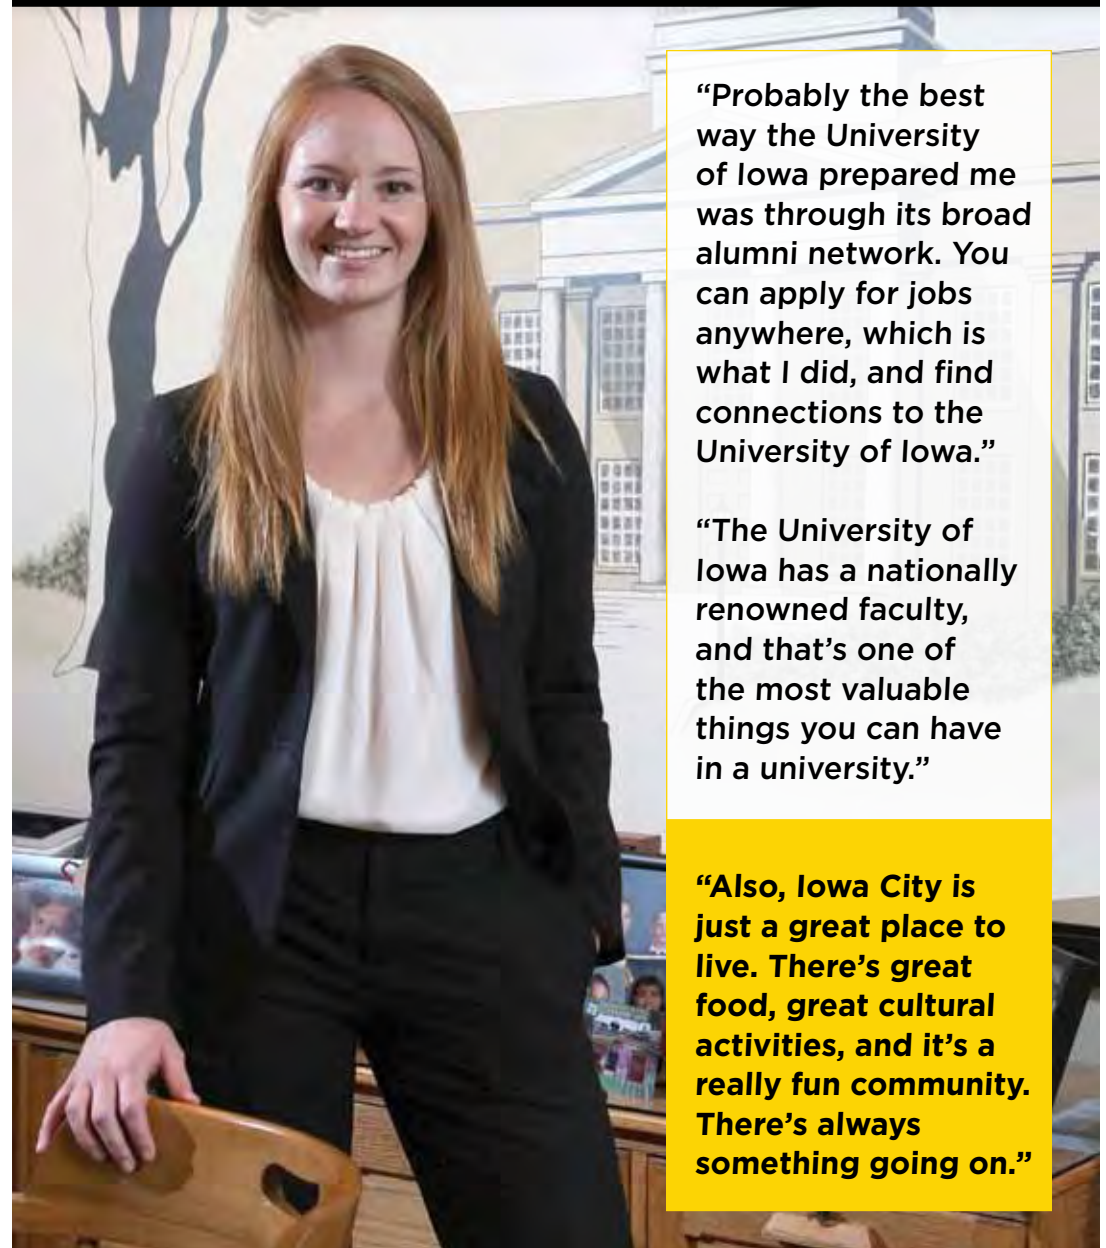 “Probably the best
way the University
of Iowa prepared me
was through its broad
alumni network. You
can apply for jobs
anywhere, which is
what I did, and find
connections to the
University of Iowa.”
“The University of
Iowa has a nationally
renowned faculty,
and that’s one of
the most valuable
things you can have
in a university.”
“Also, Iowa City is
just a great place to
live. There’s great
food, great cultural
activities, and it’s a
really fun community.
There’s always
something going on.”